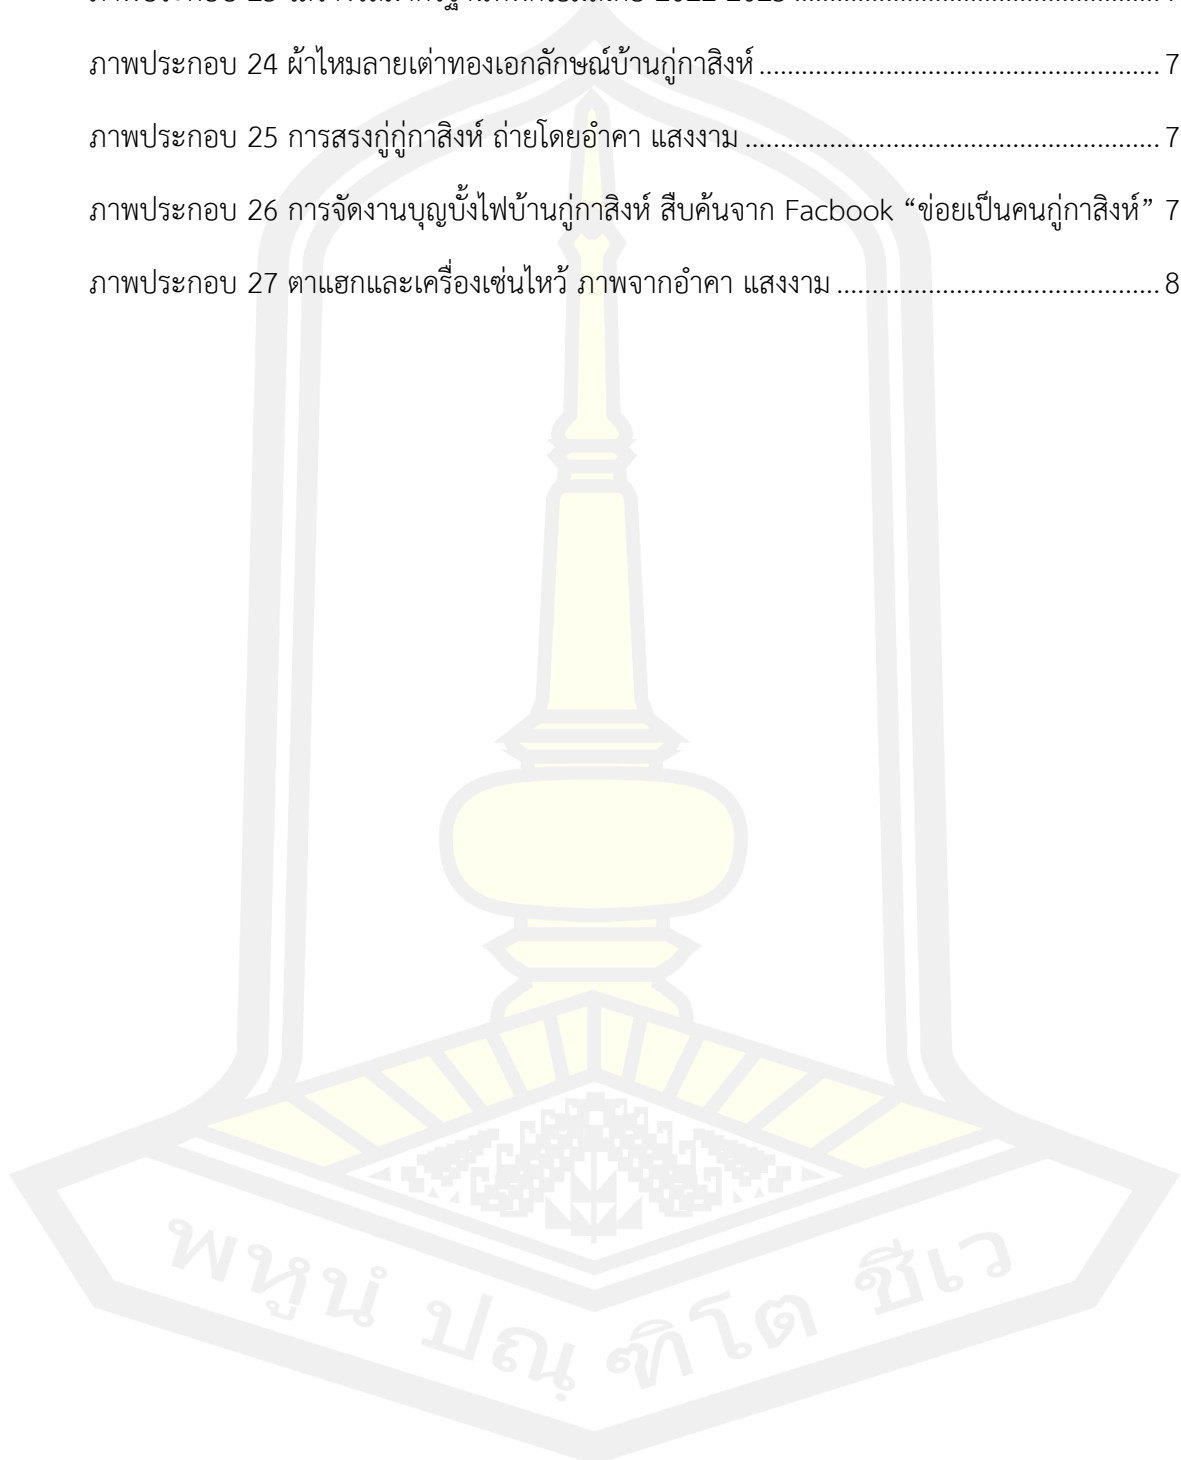 ภาพประกอบ 24 ผ้าไหมลายเต่าทองเอกลักษณ์บ้านกู่กาสิงห์ ........................................................ 7
ภาพประกอบ 25 การสรงกู่กู่กาสิงห์ ถ่ายโดยอำคา แสงงาม .......................................................... 7
ภาพประกอบ 26 การจัดงานบุญบั้งไฟบ้านกู่กาสิงห์ สืบค้นจาก Facbook “ข่อยเป็นคนกู่กาสิงห์” 7
ภาพประกอบ 27 ตาแฮกและเครื่องเซ่นไหว้ ภาพจากอำคา แสงงาม ............................................. 8
พหูนํ ปณฺฑิโต ชีเว